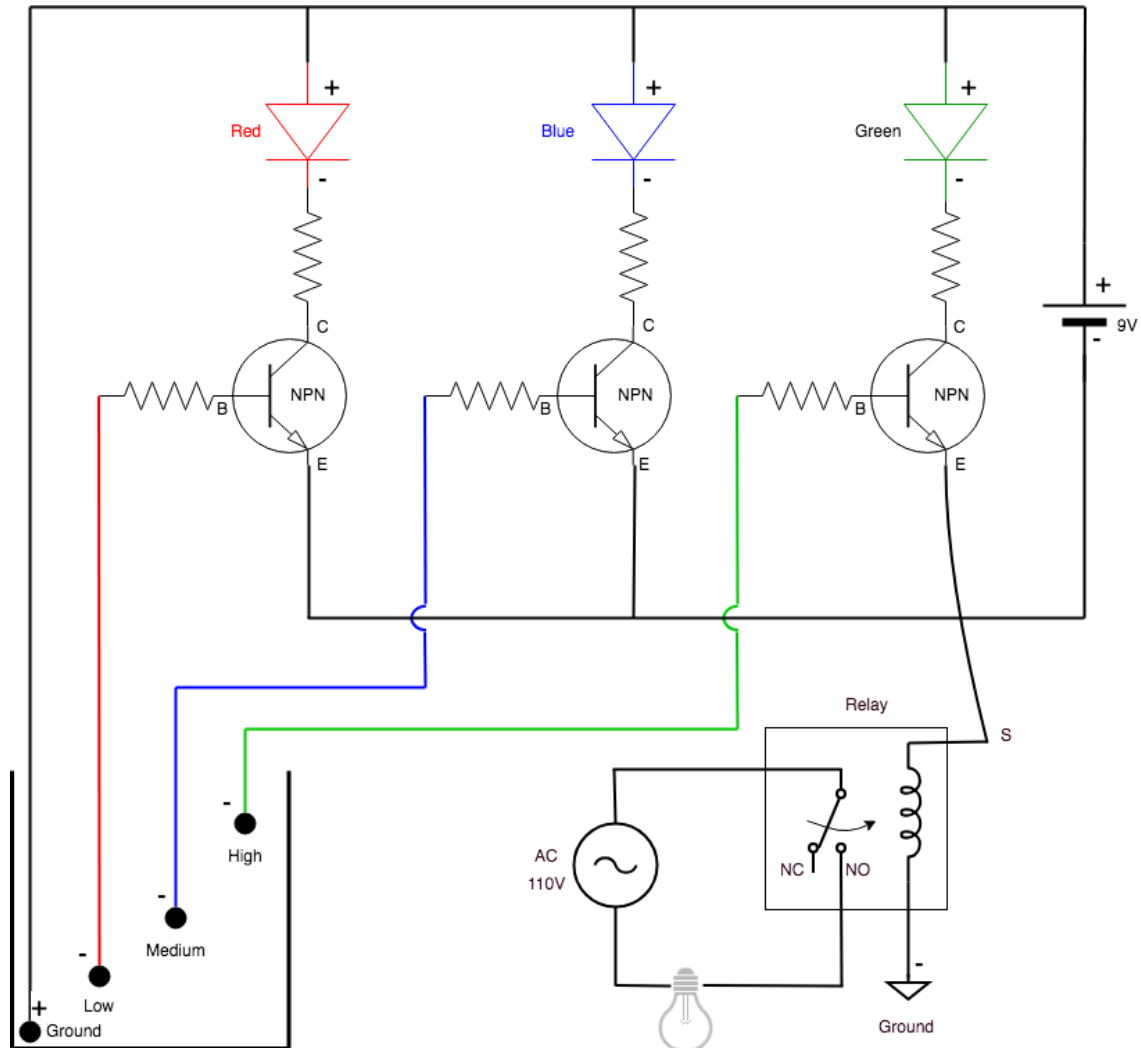 +
+
+
Red
Blue
Green
-
-
-
+
9V
-
C
C
C
NPN
NPN
NPN
B
B
B
E
E
E
Relay
S
-
High
AC
110V
NC
NO
-
Medium
-
Low
-
+
Ground
Ground